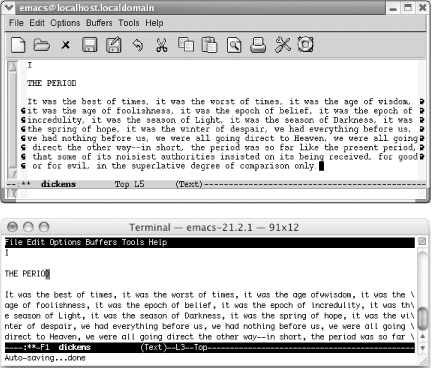 emacs@localhost.localdomain
File Edit Options Buffers Tools Help
I
THE PERIOD
It was the best of times, it was the worst of times, it was the age of wisdom,
it was the age of foolishness, it was the epoch of belief, it was the epoch of
incredulity, it was the season of Light, it was the season of Darkness, it was
the spring of hope, it was the winter of despair, we had everything before us,
we had nothing before us, we were all going direct to Heaven, we were all going
direct the other way--in short, the period was so far like the present period,
that some of its noisiest authorities insisted on its being received, for good
or for evil, in the superlative degree of comparison only.
--:** dickens Top L5 (Text)--------------------------------
Terminal — emacs-21.2.1 — 91x12
File Edit Options Buffers Tools Help
I
THE PERIOD
It was the best of times, it was the worst of times, it was the age ofwisdom, it was the \
age of foolishness, it was the epoch of belief, it was the epoch of incredulity, it was th\
e season of Light, it was the season of Darkness, it was the spring of hope, it was the wi\
nter of despair, we had everything before us, we had nothing before us, we were all going \
direct to Heaven, we were all going direct the other way--in short, the period was so far \
----:**-F1 dickens (Text)--L3--Top--------------------------------
Auto-saving...done